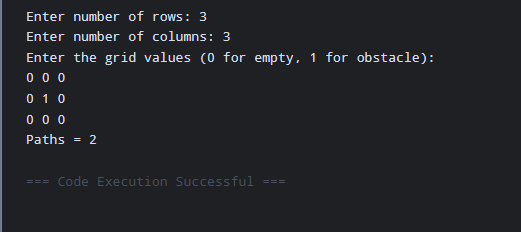 Enter number of rows: 3
Enter number of columns: 3
Enter the grid values (0 for empty, 1 for obstacle):
0 0 0
0 1 0
0 0 0
Paths = 2
=== Code Execution Successful ===